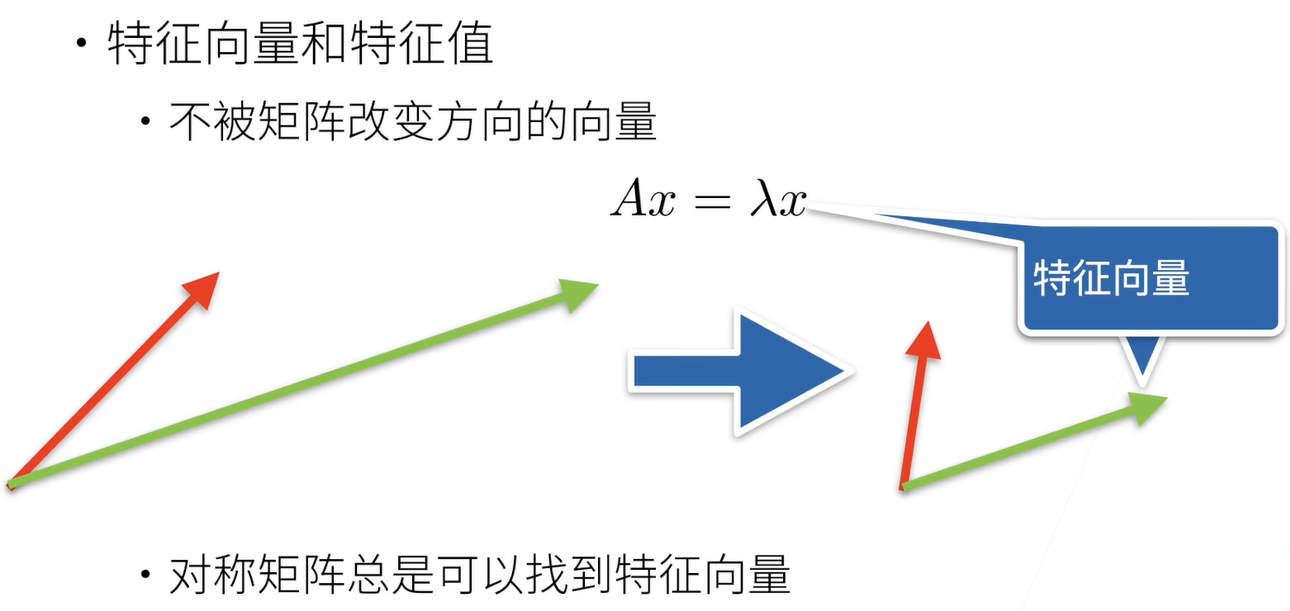 • 特征向量和特征值
• 不被矩阵改变方向的向量
Ax = λx
特征向量
• 对称矩阵总是可以找到特征向量